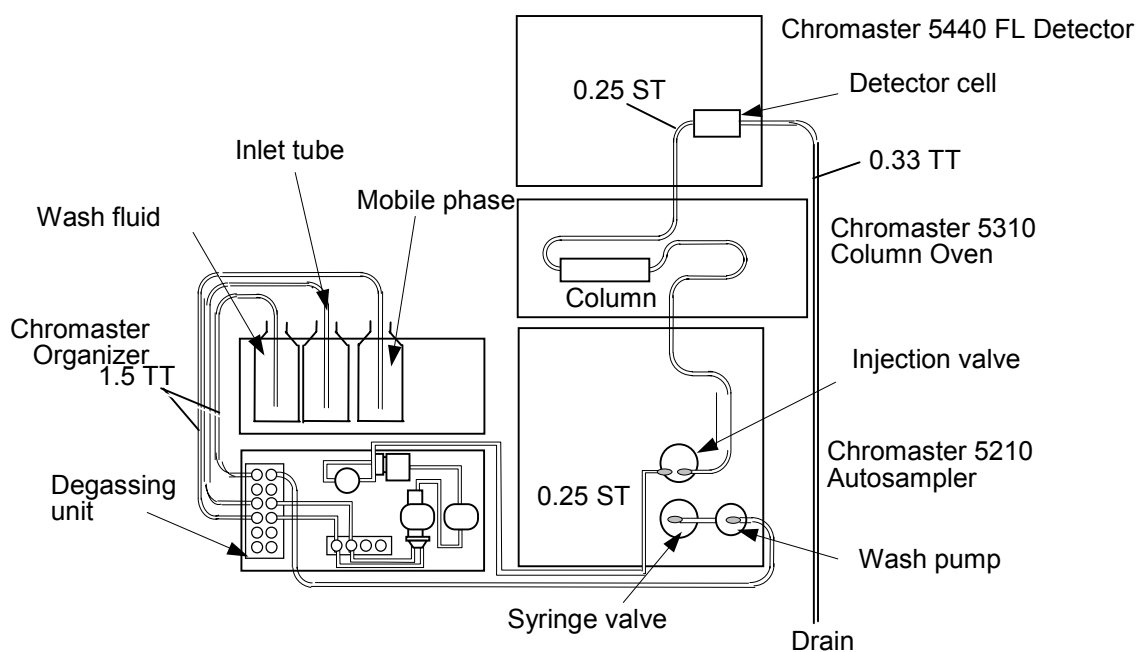 Chromaster 5440 FL Detector
0.25 ST
Detector cell
Inlet tube
0.33 TT
Mobile phase
Wash fluid
Chromaster 5310
Column Oven
Column
Chromaster
Organizer
1.5 TT
Injection valve
Chromaster 5210
Autosampler
Degassing
unit
0.25 ST
Wash pump
Syringe valve
Drain